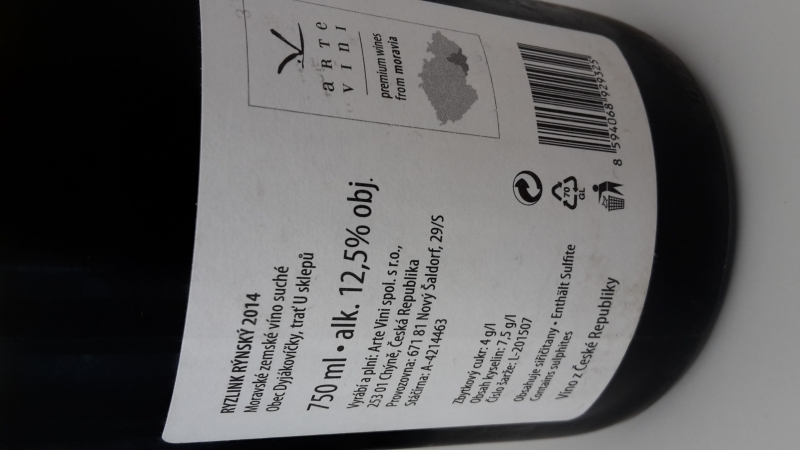 RYZLINK RÝNSKÝ 2014
Moravské zemské víno suché
Obec Dyjákovičky, trať U sklepů
750 ml • alk. 12,5% obj.
Vyrábí a plní: Arte Vini spol. s r.o.,
253 01 Chýně, Česká Republika
Provozovna: 671 81 Nový Šaldorf, 29/S
Stáčírna: A-4214463
Zbytkový cukr: 4 g/l
Obsah kyselin: 7,5 g/l
Číslo šarže: L-201507
Obsahuje siřičitany • Enthält Sulfite
Contains sulphites
Víno z České Republiky
aRTe
vini
premium wines
from moravia
70
GL
8 594068 929325